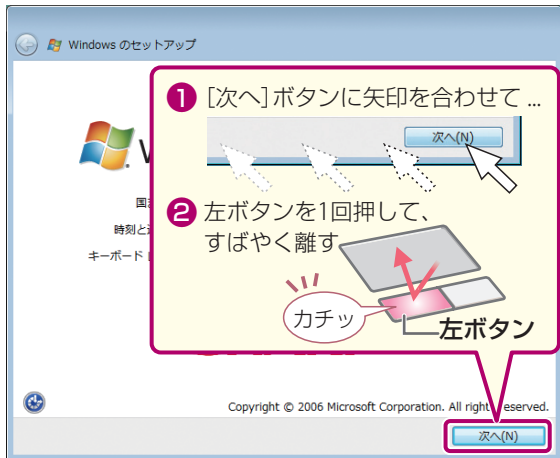 Windows のセットアップ
❶ [次へ]ボタンに矢印を合わせて ...
次へ(N)
❷ 左ボタンを1回押して、
すばやく離す
カチッ
左ボタン
時刻と
キーボード
Copyright © 2006 Microsoft Corporation. All right eserved.
次へ(N)